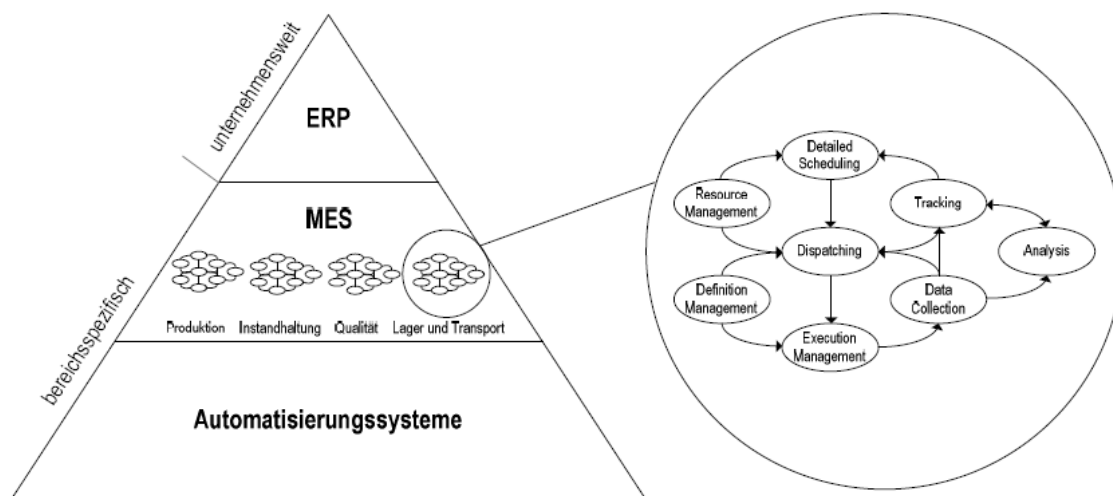 unternehmensweit
bereichsspezifisch
ERP
MES
Produktion Instandhaltung Qualität Lager und Transport
Automatisierungssysteme
Detailed
Scheduling
Resource
Management
Tracking
Dispatching
Analysis
Definition
Management
Data
Collection
Execution
Management